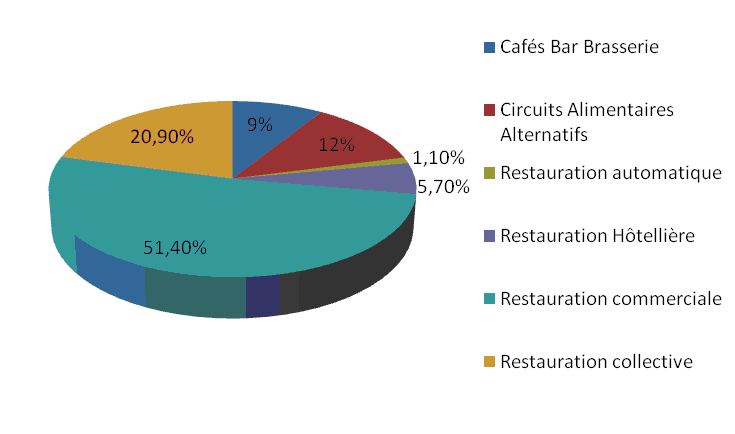 9%
12%
1,10%
5,70%
51,40%
20,90%
Cafés Bar Brasserie
Circuits Alimentaires
Alternatifs
Restauration automatique
Restauration Hôtellière
Restauration commerciale
Restauration collective